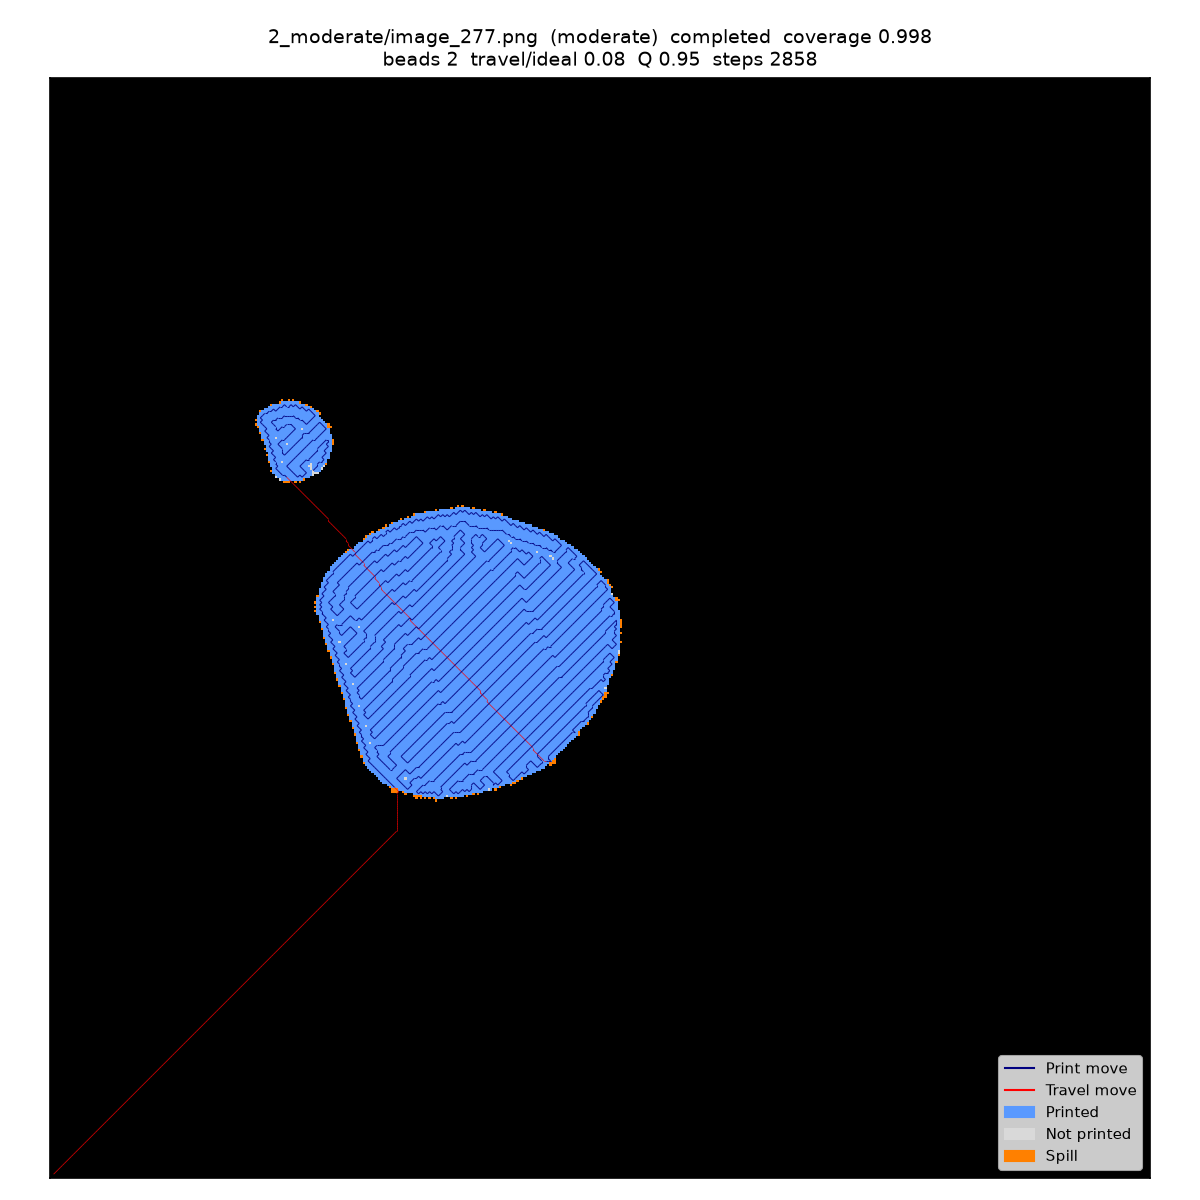 2_moderate/image_277.png  (moderate)  completed  coverage 0.998
beads 2  travel/ideal 0.08  Q 0.95  steps 2858
Print move
Travel move
Printed
Not printed
Spill